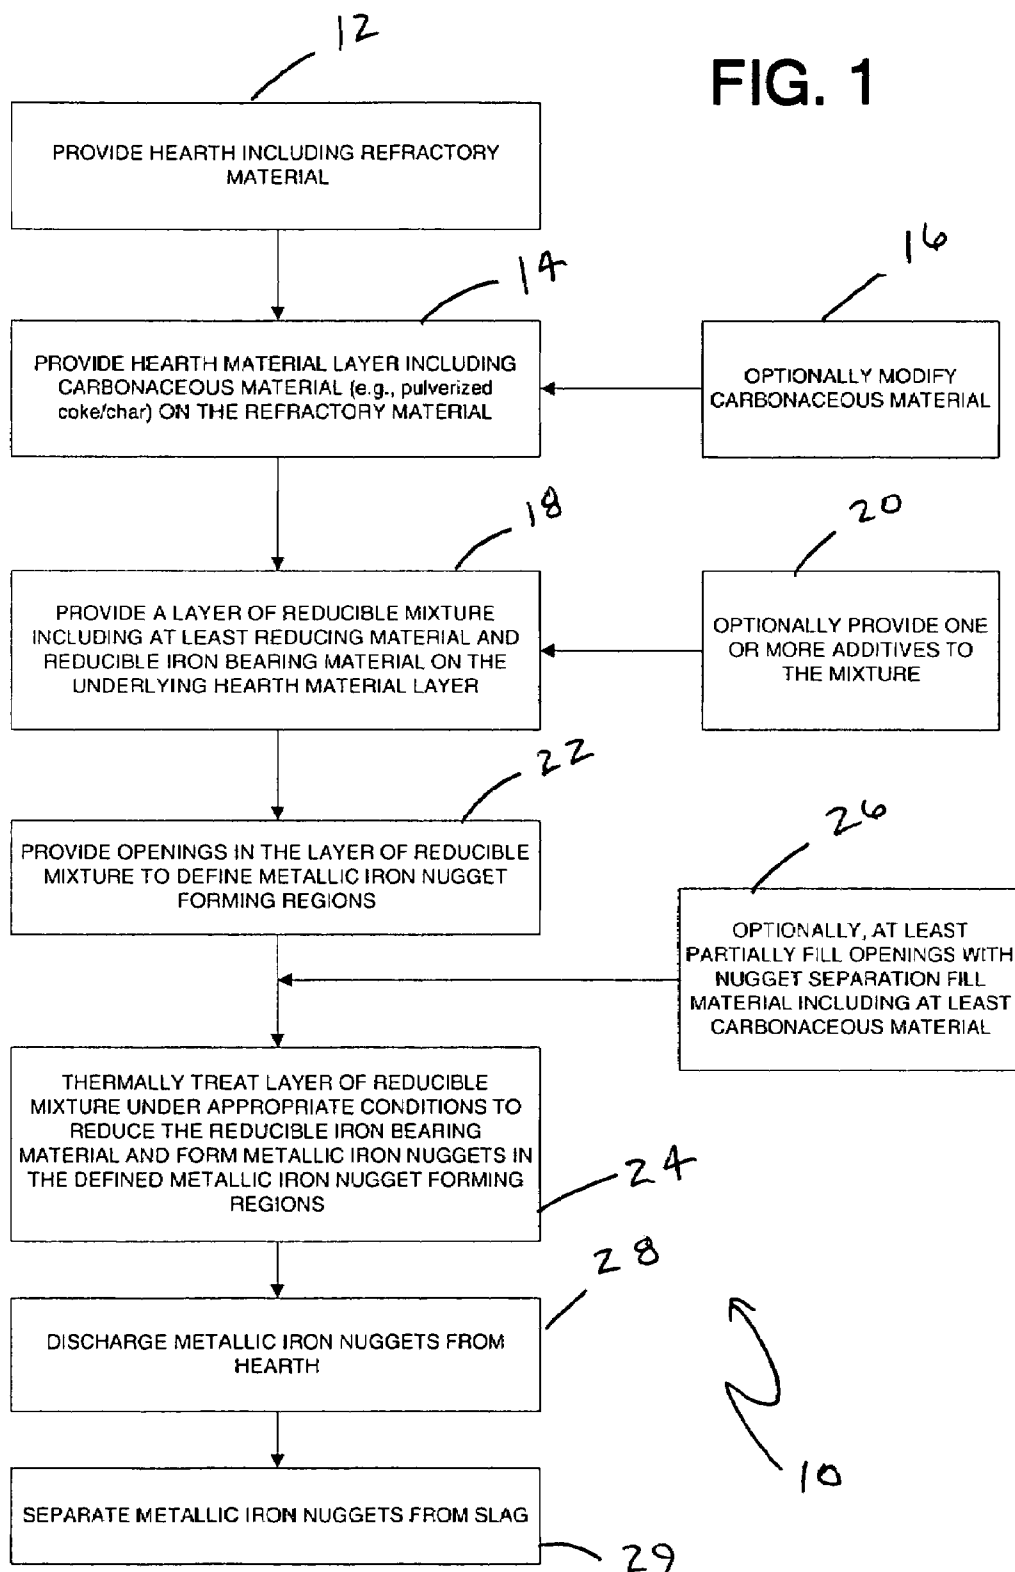 FIG. 1
12
PROVIDE HEARTH INCLUDING REFRACTORY
MATERIAL
14
PROVIDE HEARTH MATERIAL LAYER INCLUDING
CARBONACEOUS MATERIAL (e.g., pulverized
coke/char) ON THE REFRACTORY MATERIAL
16
OPTIONALLY MODIFY
CARBONACEOUS MATERIAL
18
PROVIDE A LAYER OF REDUCIBLE MIXTURE
INCLUDING AT LEAST REDUCING MATERIAL AND
REDUCIBLE IRON BEARING MATERIAL ON THE
UNDERLYING HEARTH MATERIAL LAYER
20
OPTIONALLY PROVIDE ONE
OR MORE ADDITIVES TO
THE MIXTURE
22
PROVIDE OPENINGS IN THE LAYER OF REDUCIBLE
MIXTURE TO DEFINE METALLIC IRON NUGGET
FORMING REGIONS
26
OPTIONALLY, AT LEAST
PARTIALLY FILL OPENINGS WITH
NUGGET SEPARATION FILL
MATERIAL INCLUDING AT LEAST
CARBONACEOUS MATERIAL
THERMALLY TREAT LAYER OF REDUCIBLE
MIXTURE UNDER APPROPRIATE CONDITIONS TO
REDUCE THE REDUCIBLE IRON BEARING
MATERIAL AND FORM METALLIC IRON NUGGETS IN
THE DEFINED METALLIC IRON NUGGET FORMING
REGIONS
24
28
DISCHARGE METALLIC IRON NUGGETS FROM
HEARTH
10
SEPARATE METALLIC IRON NUGGETS FROM SLAG
29